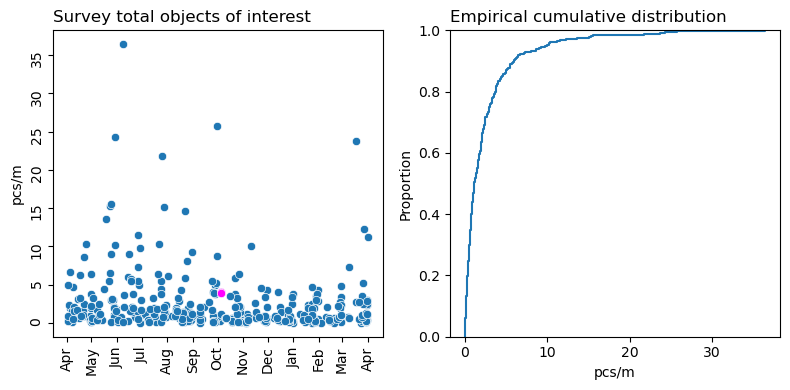 Survey total objects of interest
pcs/m
35
30
25
20
15
10
5
0
Apr
May
Jun
Jul
Aug
Sep
Oct
Nov
Dec
Jan
Feb
Mar
Apr
Empirical cumulative distribution
Proportion
1.0
0.8
0.6
0.4
0.2
0.0
0
10
20
30
pcs/m